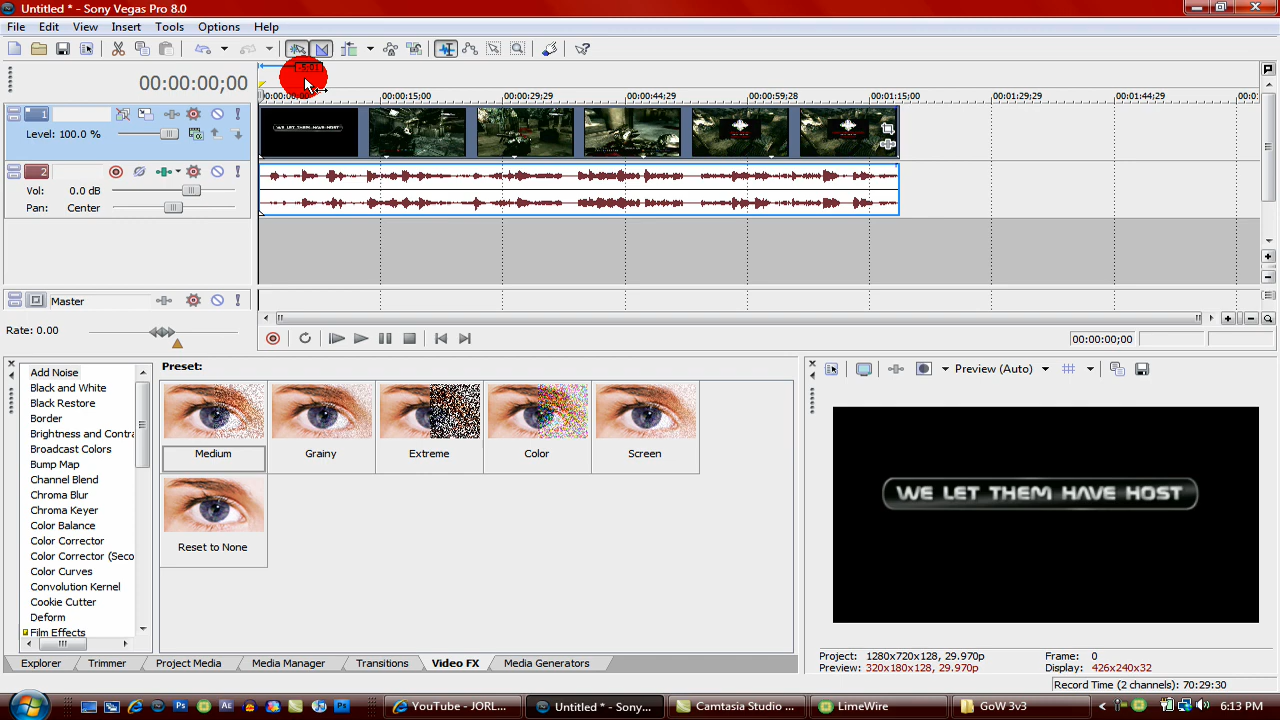 Untitled * - Sony Vegas Pro 8.0
File Edit View Insert Tools Options Help
-5:01
00:00:00;00
00:00:15;00 00:00:29;29 00:00:44;29 00:00:59;28 00:01:15;00 00:01:29;29 00:01:44;29
1
Level: 100.0 %
2
Vol: 0.0 dB
Pan: Center
Master
Rate: 0.00
00:00:00;00
Preset:
Add Noise
Black and White
Black Restore
Border
Brightness and Contra
Broadcast Colors
Bump Map
Channel Blend
Chroma Blur
Chroma Keyer
Color Balance
Color Corrector
Color Corrector (Seco
Color Curves
Convolution Kernel
Cookie Cutter
Deform
Film Effects
Medium Grainy Extreme Color Screen
Reset to None
Preview (Auto)
WE LET THEM HAVE HOST
Project: 1280x720x128, 29.970p Frame: 0
Preview: 320x180x128, 29.970p Display: 426x240x32
Explorer Trimmer Project Media Media Manager Transitions Video FX Media Generators
Record Time (2 channels): 70:29:30
YouTube - JORL... Untitled * - Sony... Camtasia Studio ... LimeWire GoW 3v3 6:13 PM